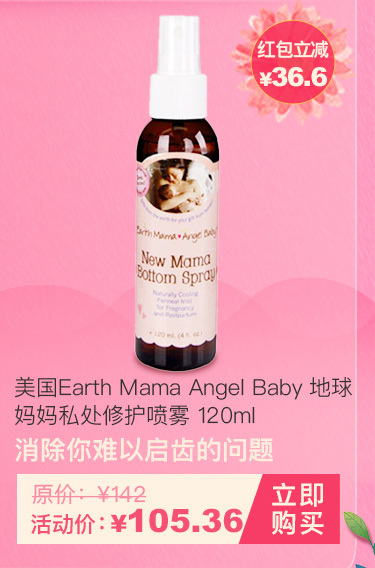 红包立减
¥36.6
Earth Mama Angel Baby
New Mama
Bottom Spray
Naturally Cooling
Perineal Mist
for Pregnancy
and Postpartum
120 ml. (4 fl. oz.)
美国Earth Mama Angel Baby 地球
妈妈私处修护喷雾 120ml
消除你难以启齿的问题
原价：¥142
活动价：¥105.36
立即
购买